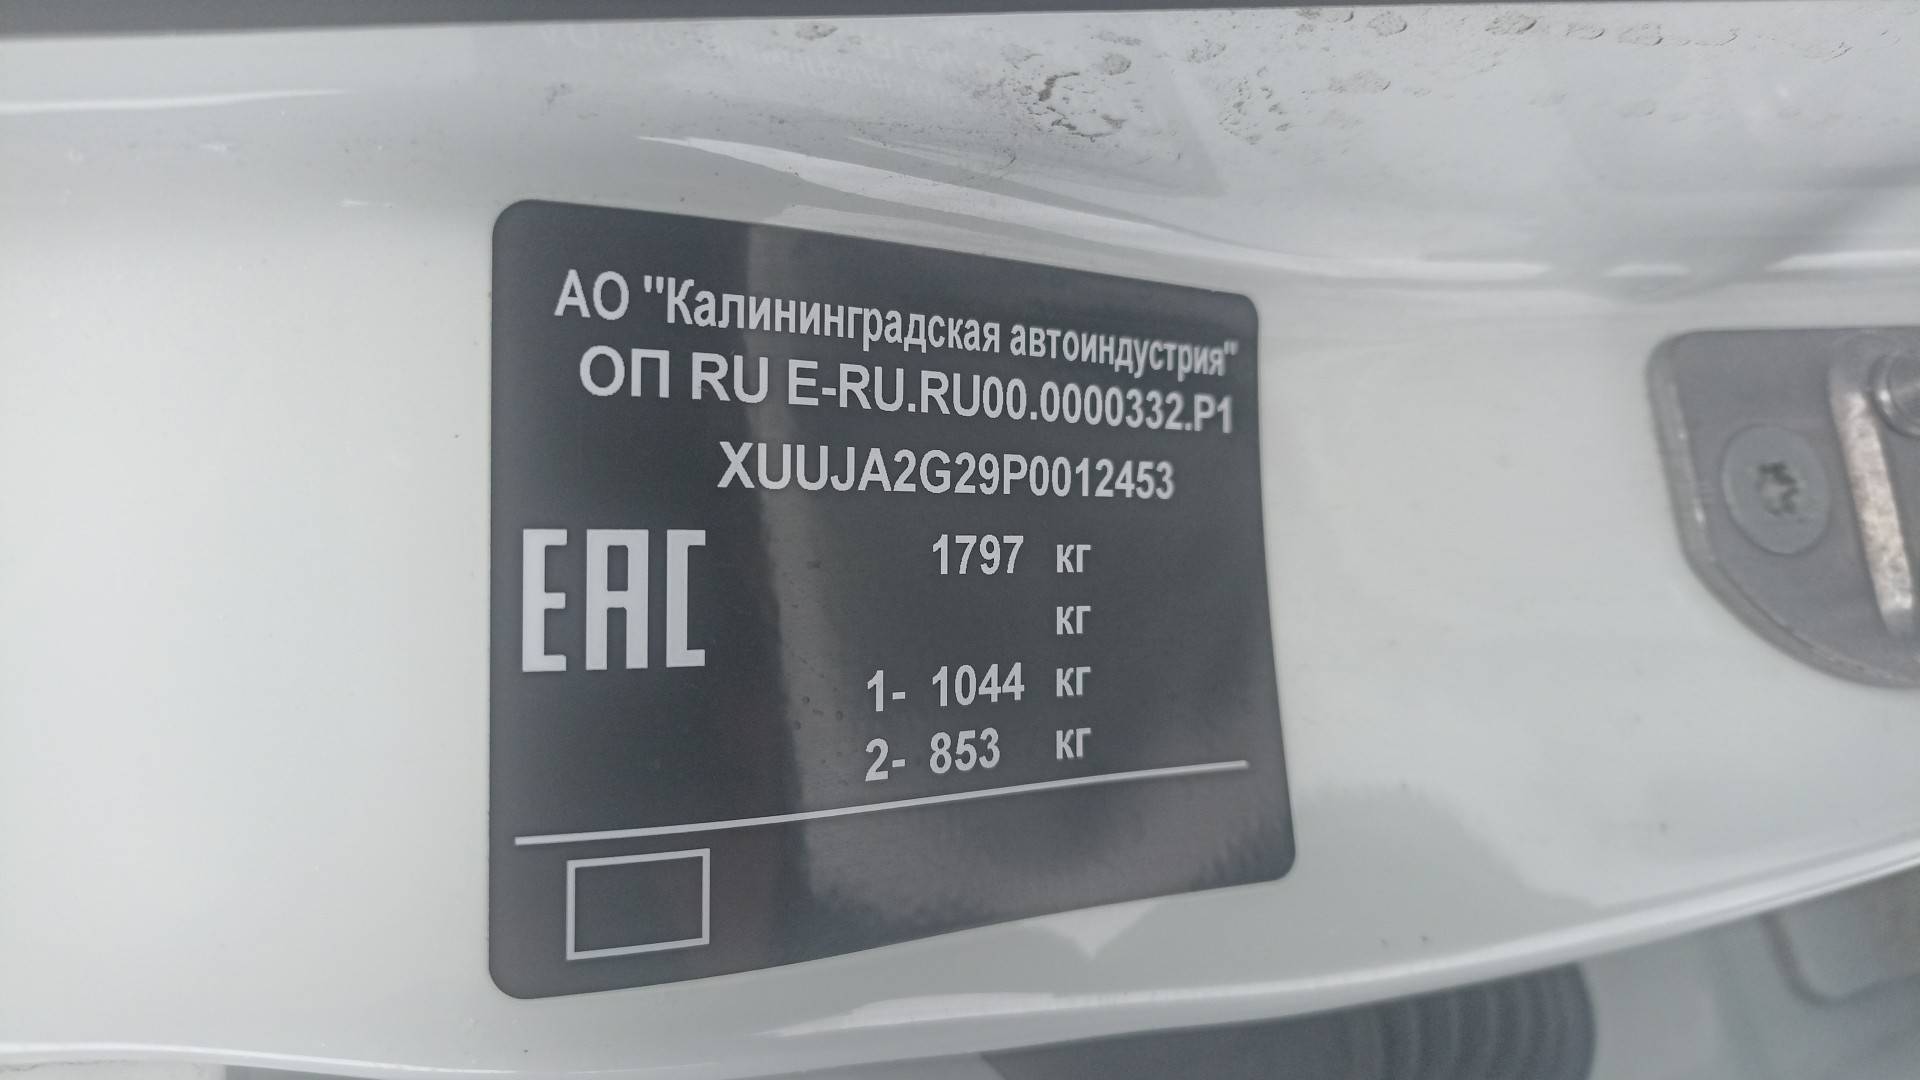 АО "Калининградская автоиндустрия"
ОП RU E-RU.RU00.0000332.P1
XUUJA2G29P0012453
EAC
1797 кг
кг
1- 1044 кг
2- 853 кг